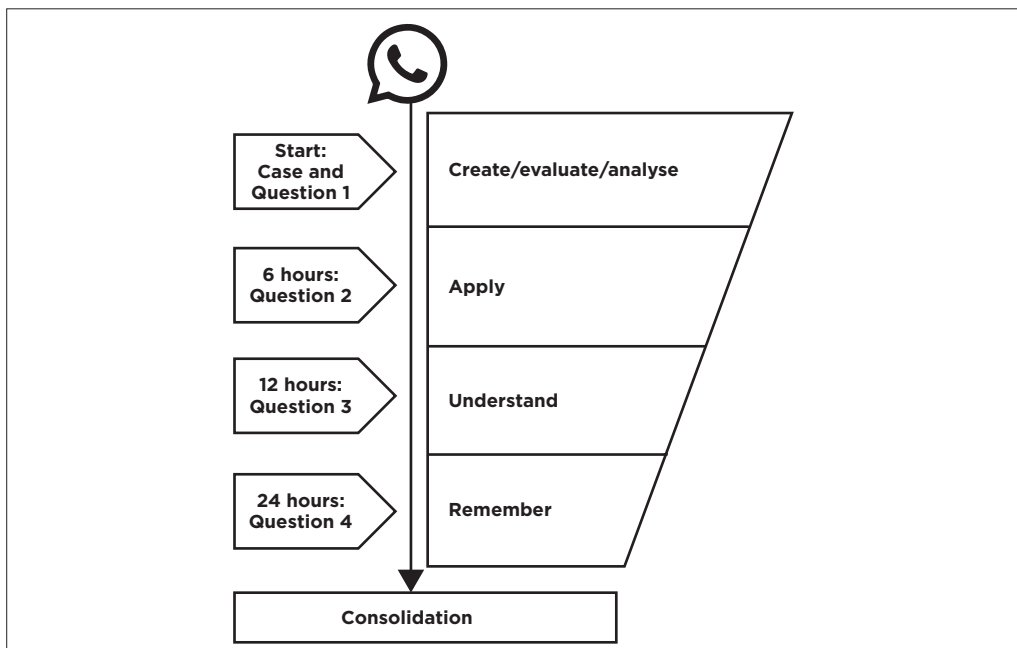 Start:
Case and
Question 1
Create/evaluate/analyse
6 hours:
Question 2
Apply
12 hours:
Question 3
Understand
24 hours:
Question 4
Remember
Consolidation